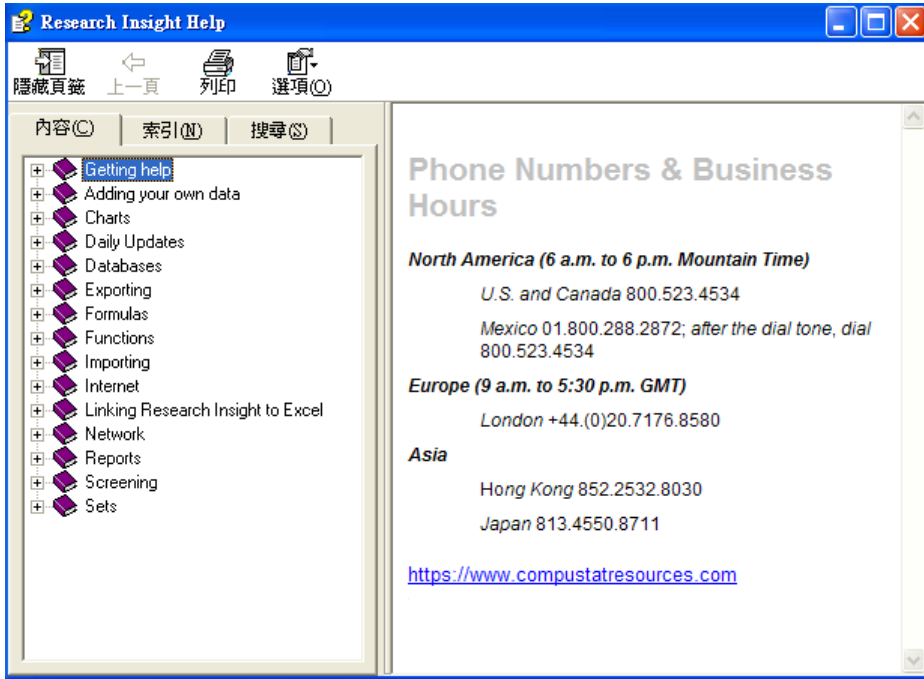 Research Insight Help
隱藏頁籤 上一頁 列印 選項(O)
內容(C) 索引(N) 搜尋(S)
Getting help
Adding your own data
Charts
Daily Updates
Databases
Exporting
Formulas
Functions
Importing
Internet
Linking Research Insight to Excel
Network
Reports
Screening
Sets
Phone Numbers & Business
Hours
North America (6 a.m. to 6 p.m. Mountain Time)
U.S. and Canada 800.523.4534
Mexico 01.800.288.2872; after the dial tone, dial
800.523.4534
Europe (9 a.m. to 5:30 p.m. GMT)
London +44.(0)20.7176.8580
Asia
Hong Kong 852.2532.8030
Japan 813.4550.8711
https://www.compustatresources.com